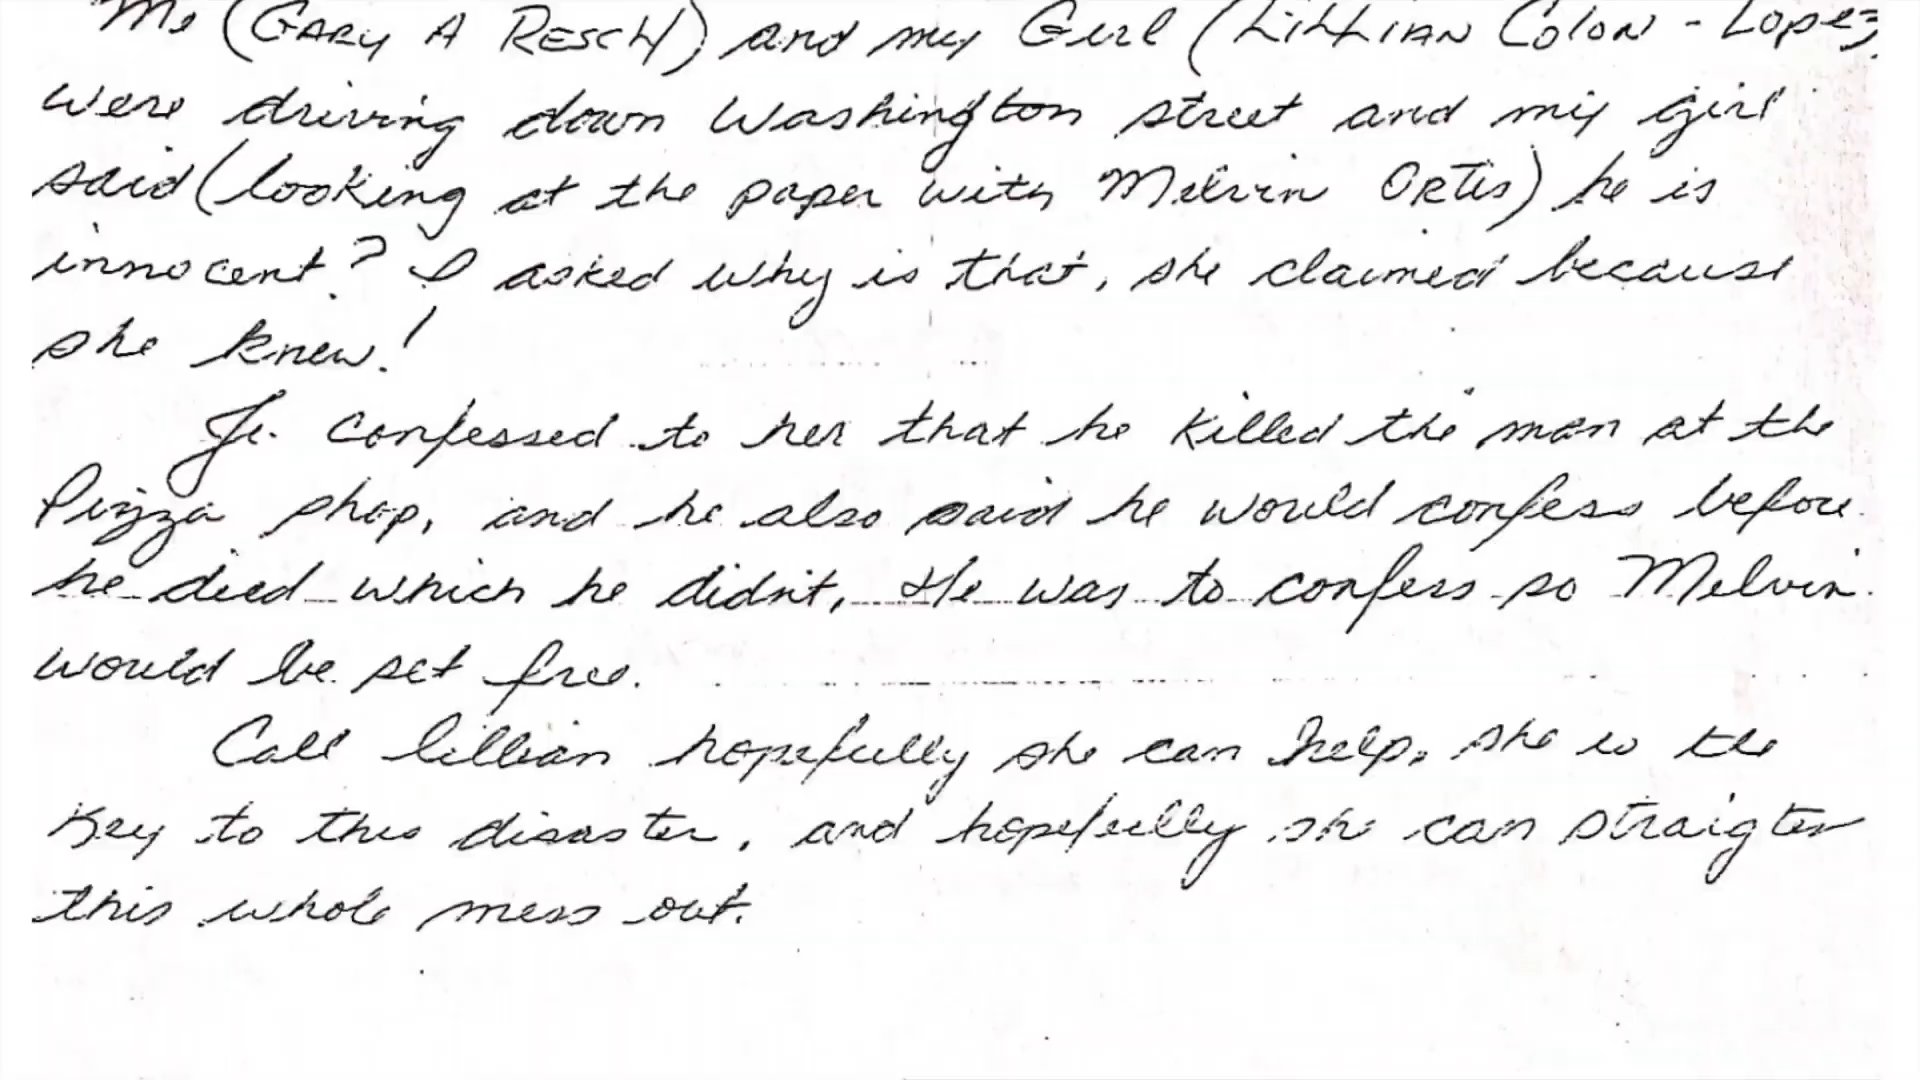 Me (GARY A RESCH) and my Girl (LiLLIAN Colon - Lopez
were driving down Washington street and my girl
said (looking at the paper with Melvin ORTis) he is
innocent? I asked why is that, she claimed because
she knew!
Jr. confessed to her that he killed the man at the
Pizza shop, and he also said he would confess before
he died which he didn't. He was to confess so Melvin
would be set free.
Call lillian hopefully she can help, she is the
Key to this disaster, and hopefully she can straigten
this whole mess out.